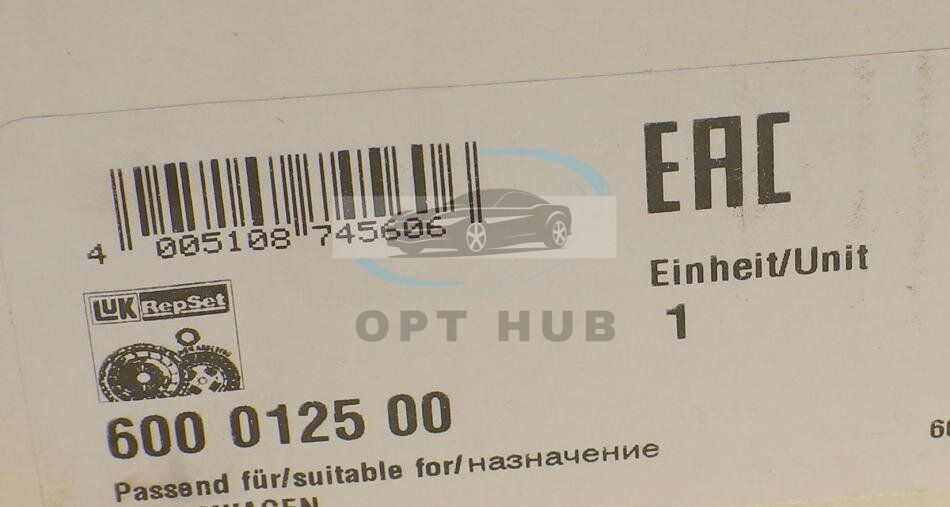 EAC
4 005108 745606
Einheit/Unit
1
LuK RepSet
OPT HUB
600 0125 00
Passend für/suitable for/назначение